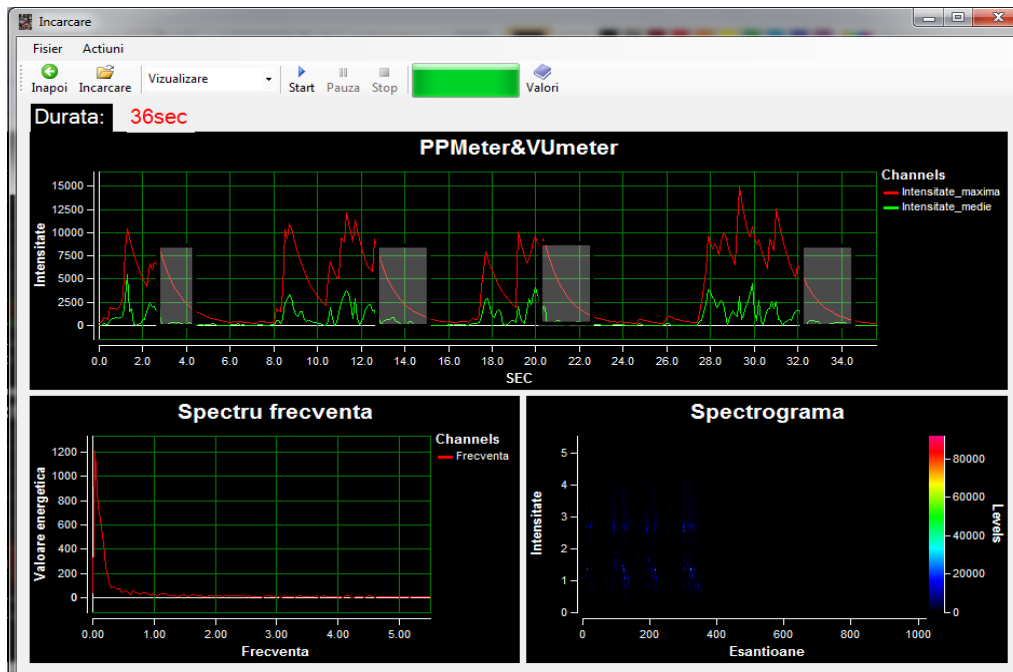 Incarcare
Fisier Actiuni
Inapoi Incarcare Vizualizare Start Pauza Stop Valori
Durata: 36sec
PPMeter&VUmeter
Channels
Intensitate_maxima
Intensitate_medie
Intensitate
15000
12500
10000
7500
5000
2500
0
0.0 2.0 4.0 6.0 8.0 10.0 12.0 14.0 16.0 18.0 20.0 22.0 24.0 26.0 28.0 30.0 32.0 34.0
SEC
Spectru frecventa
Channels
Frecventa
Valoare energetica
1200
1000
800
600
400
200
0
0.00 1.00 2.00 3.00 4.00 5.00
Frecventa
Spectrograma
Intensitate
5
4
3
2
1
0
0 200 400 600 800 1000
Esantioane
80000
60000
40000
20000
0
Levels